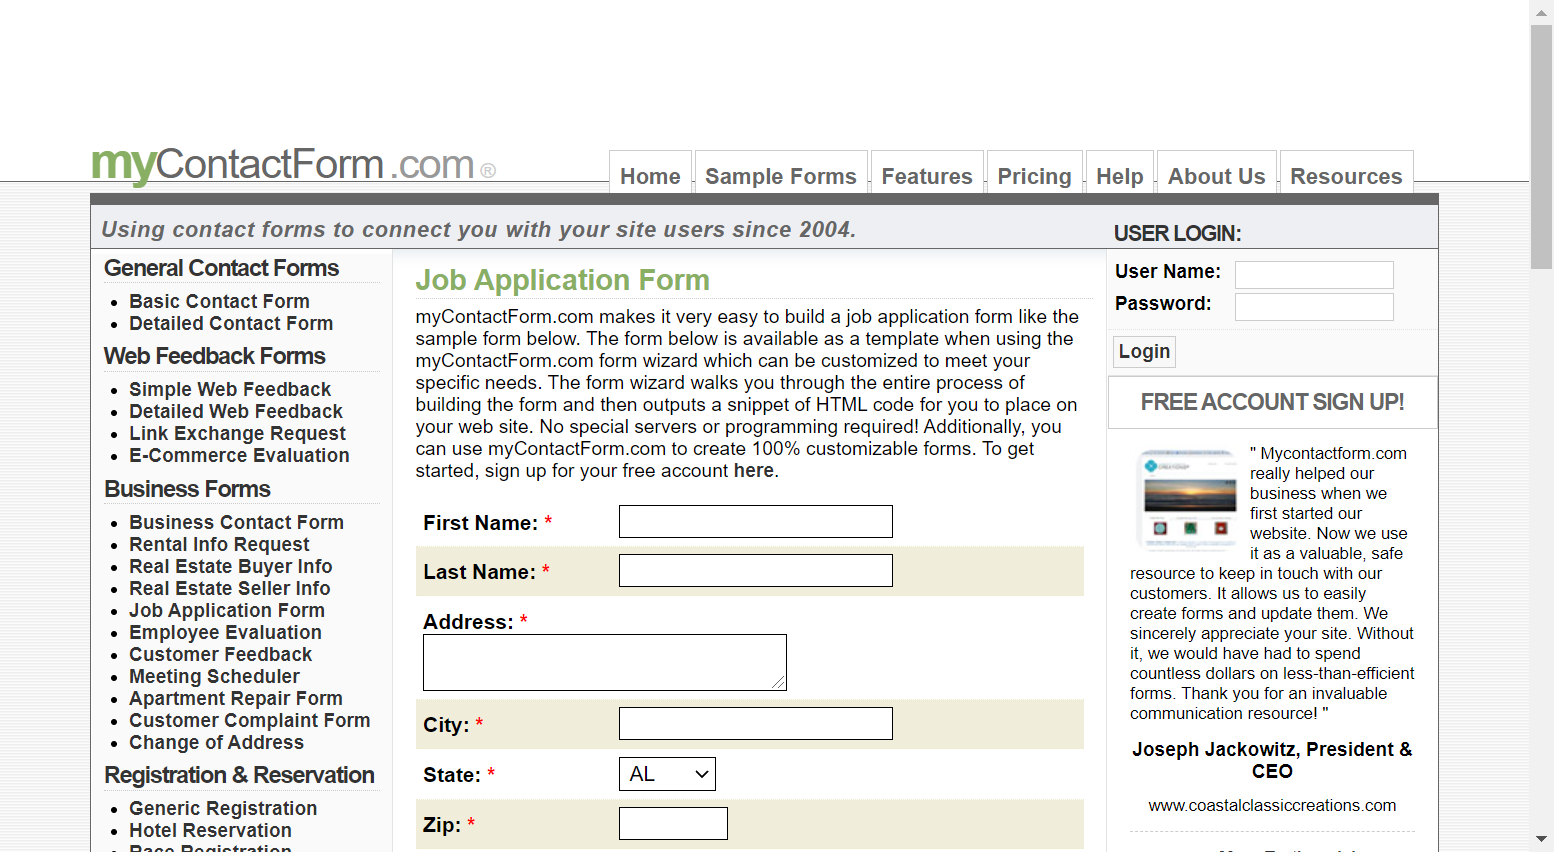 myContactForm.com®
Home
Sample Forms
Features
Pricing
Help
About Us
Resources
Using contact forms to connect you with your site users since 2004.
USER LOGIN:
General Contact Forms
Basic Contact Form
Detailed Contact Form
Web Feedback Forms
Simple Web Feedback
Detailed Web Feedback
Link Exchange Request
E-Commerce Evaluation
Business Forms
Business Contact Form
Rental Info Request
Real Estate Buyer Info
Real Estate Seller Info
Job Application Form
Employee Evaluation
Customer Feedback
Meeting Scheduler
Apartment Repair Form
Customer Complaint Form
Change of Address
Registration & Reservation
Generic Registration
Hotel Reservation
Race Registration
Job Application Form
myContactForm.com makes it very easy to build a job application form like the
sample form below. The form below is available as a template when using the
myContactForm.com form wizard which can be customized to meet your
specific needs. The form wizard walks you through the entire process of
building the form and then outputs a snippet of HTML code for you to place on
your web site. No special servers or programming required! Additionally, you
can use myContactForm.com to create 100% customizable forms. To get
started, sign up for your free account here.
First Name: *
Last Name: *
Address: *
City: *
State: * AL
Zip: *
User Name:
Password:
Login
FREE ACCOUNT SIGN UP!
" Mycontactform.com
really helped our
business when we
first started our
website. Now we use
it as a valuable, safe
resource to keep in touch with our
customers. It allows us to easily
create forms and update them. We
sincerely appreciate your site. Without
it, we would have had to spend
countless dollars on less-than-efficient
forms. Thank you for an invaluable
communication resource! "
Joseph Jackowitz, President &
CEO
www.coastalclassiccreations.com